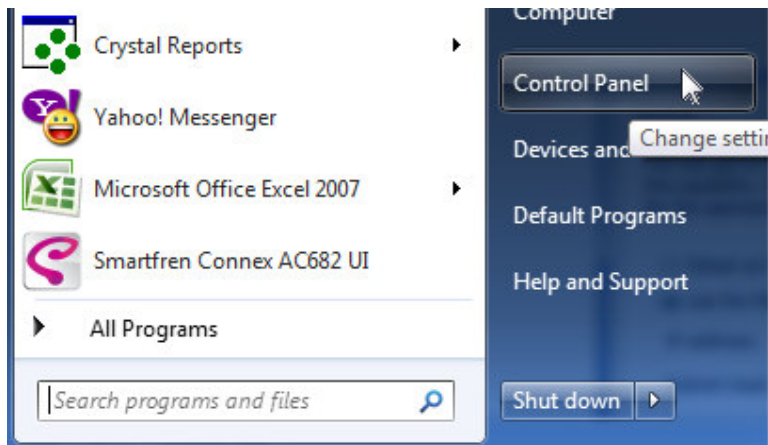 Crystal Reports
Yahoo! Messenger
Microsoft Office Excel 2007
Smartfren Connex AC682 UI
All Programs
Search programs and files
Computer
Control Panel
Change settin
Devices and
Default Programs
Help and Support
Shut down